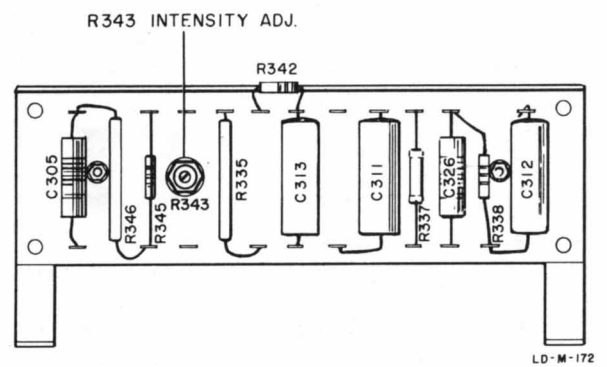 R343 INTENSITY ADJ.
R342
C305
R346
R345
R343
R335
C313
C311
R337
C326
R338
C312
LD-M-172